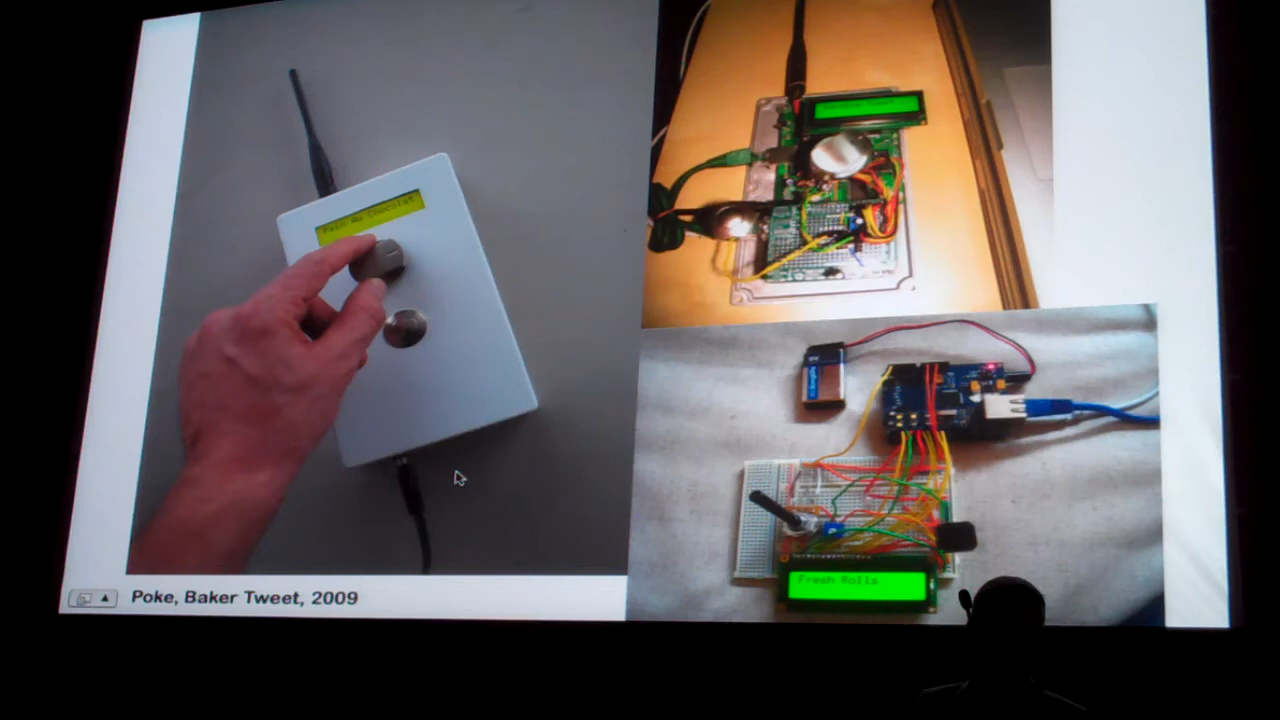 Pain Au Chocolat
Fresh Rolls
Poke, Baker Tweet, 2009